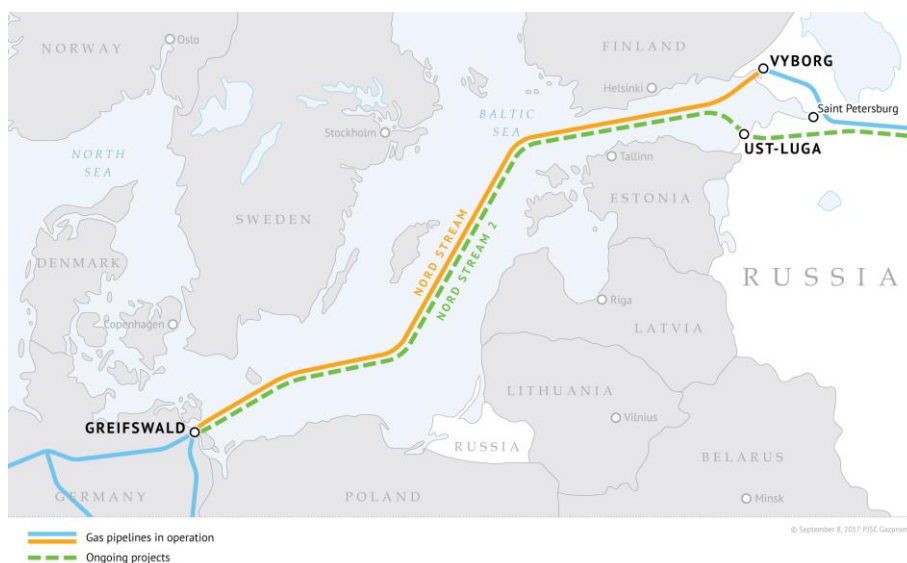 NORWAY
Oslo
FINLAND
VYBORG
Helsinki
Saint Petersburg
Stockholm
BALTIC
SEA
UST-LUGA
NORTH
SEA
Tallinn
ESTONIA
SWEDEN
NORD STREAM
NORD STREAM 2
DENMARK
RUSSIA
Riga
Copenhagen
LATVIA
LITHUANIA
Vilnius
GREIFSWALD
RUSSIA
BELARUS
GERMANY
POLAND
Minsk
© September 8, 2017 PJSC Gazprom
Gas pipelines in operation
Ongoing projects